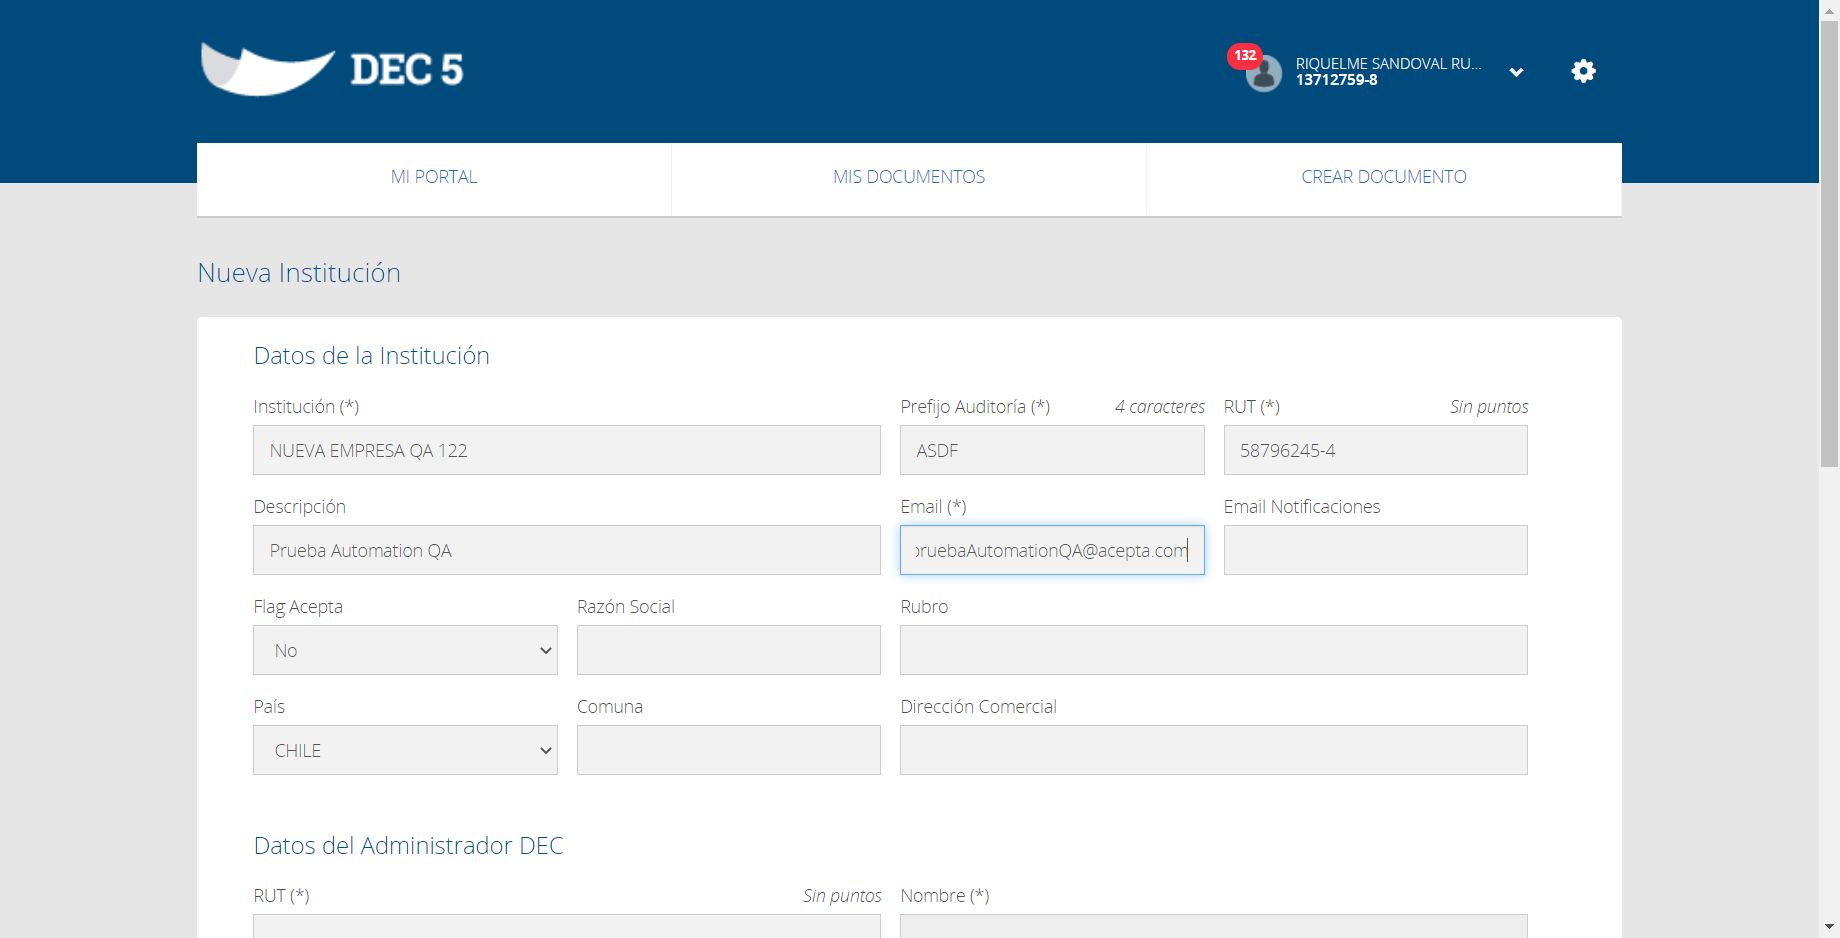 DEC 5
132
RIQUELME SANDOVAL RU...
13712759-8
MI PORTAL
MIS DOCUMENTOS
CREAR DOCUMENTO
Nueva Institución
Datos de la Institución
Institución (*)
Prefijo Auditoría (*) 4 caracteres
RUT (*) Sin puntos
NUEVA EMPRESA QA 122
ASDF
58796245-4
Descripción
Email (*)
Email Notificaciones
Prueba Automation QA
pruebaAutomationQA@acepta.com
Flag Acepta
Razón Social
Rubro
No
País
Comuna
Dirección Comercial
CHILE
Datos del Administrador DEC
RUT (*) Sin puntos
Nombre (*)